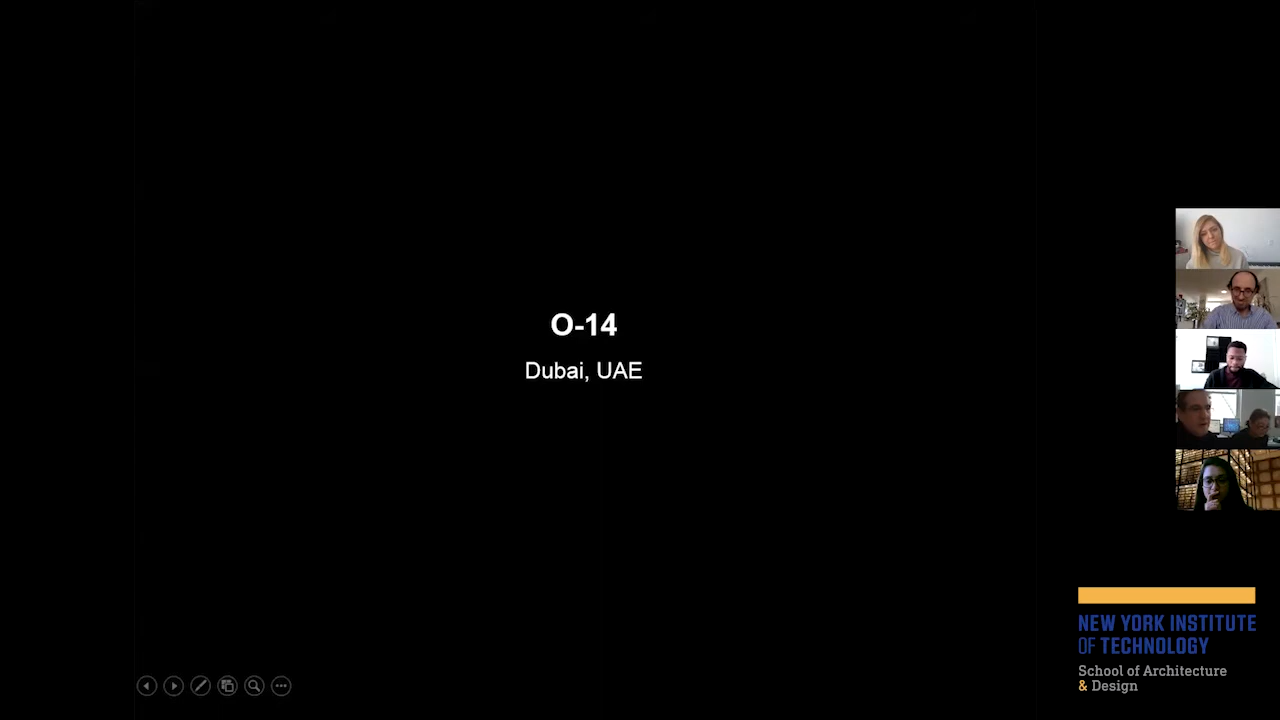 O-14
Dubai, UAE
NEW YORK INSTITUTE
OF TECHNOLOGY
School of Architecture
& Design